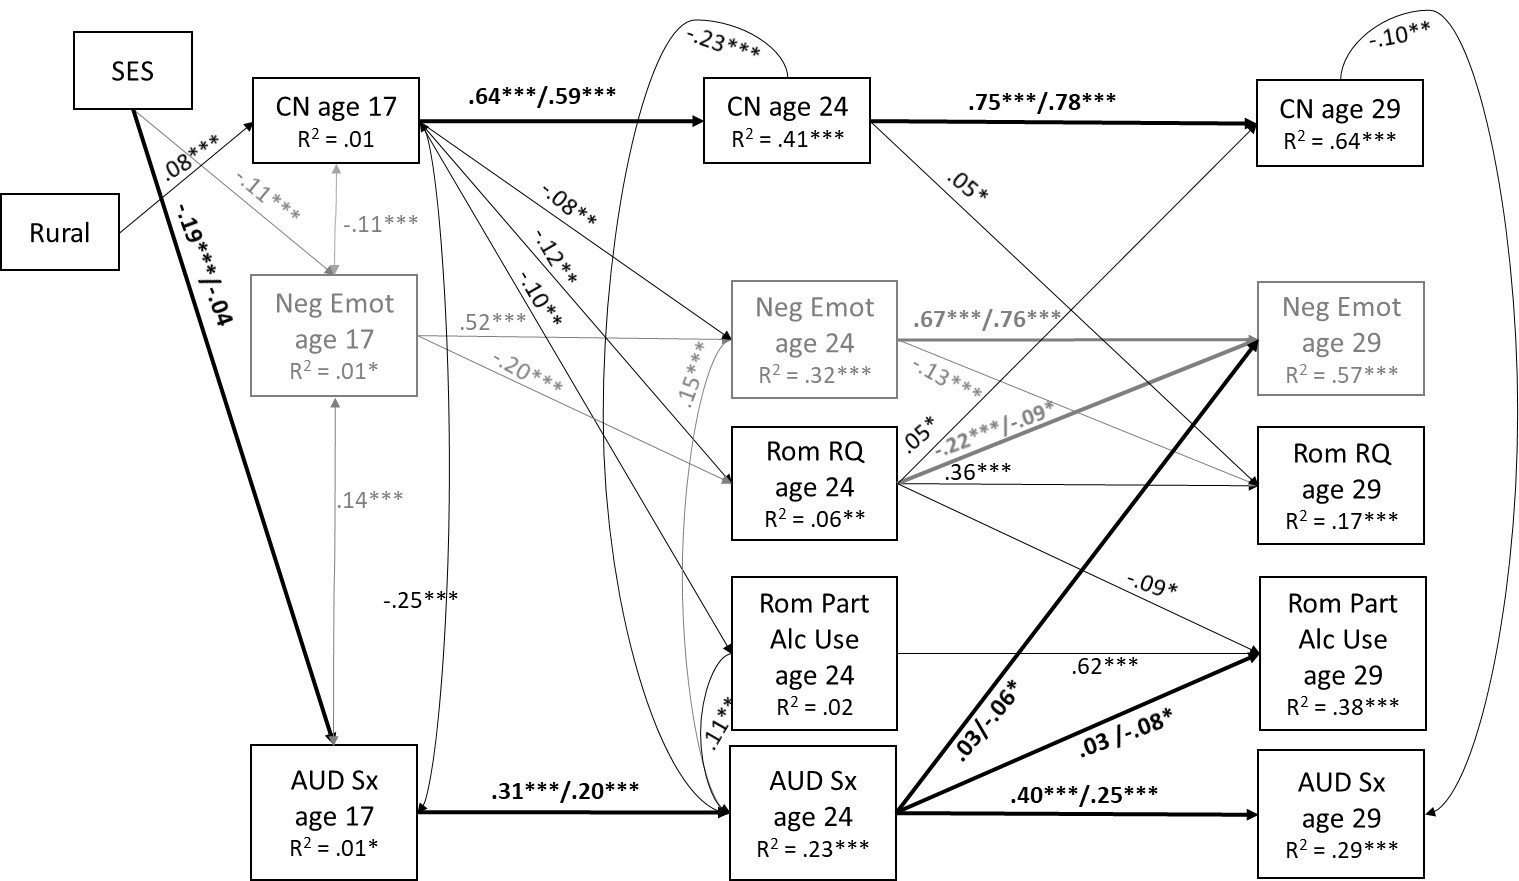 SES
Rural
CN age 17
R² = .01
CN age 24
R² = .41***
CN age 29
R² = .64***
.64***/.59***
.75***/.78***
-.23***
-.10**
.08***
-.11***
-.19***/-.04
-.11***
-.08**
-.12**
-.10**
.05*
Neg Emot
age 17
R² = .01*
Neg Emot
age 24
R² = .32***
Neg Emot
age 29
R² = .57***
.52***
-.20***
.15***
.67***/.76***
-.13***
-.22***/-.09*
.05*
.36***
Rom RQ
age 24
R² = .06**
Rom RQ
age 29
R² = .17***
.14***
-.25***
-.09*
Rom Part
Alc Use
age 24
R² = .02
Rom Part
Alc Use
age 29
R² = .38***
.62***
.11**
.03/-.06*
.03 /-.08*
AUD Sx
age 17
R² = .01*
.31***/.20***
AUD Sx
age 24
R² = .23***
.40***/.25***
AUD Sx
age 29
R² = .29***